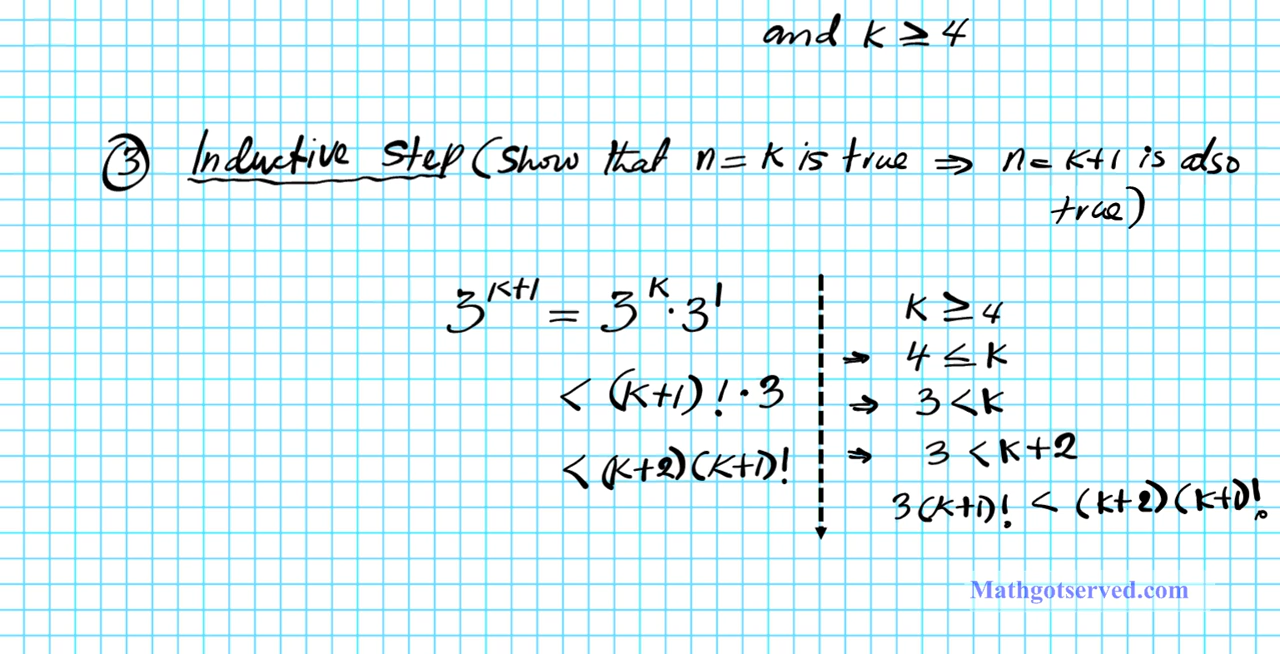 and k ≥ 4
③ Inductive Step (Show that n = k is true ⇒ n = k+1 is also
true)
3^{k+1} = 3^k · 3^1
< (k+1)! · 3
< (k+2)(k+1)!
k ≥ 4
⇒ 4 ≤ k
⇒ 3 < k
⇒ 3 < k+2
3(k+1)! < (k+2)(k+1)!
Mathgotserved.com